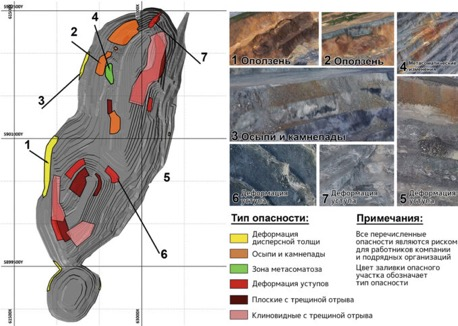 2
4
3
7
1
5
6
1 Оползень
2 Оползень
4
3 Осыпи и камнепады
6 Деформация
уступа
7 Деформация
уступа
5 Деформация
уступа
Тип опасности:
Деформация
дисперсной толщи
Осыпи и камнепады
Зона метасоматоза
Деформация уступов
Плоские с трещиной отрыва
Клиновидные с трещиной отрыва
Примечания:
Все перечисленные
опасности являются риском
для работников компании
и подрядных организаций
Цвет заливки опасного
участка обозначает
тип опасности